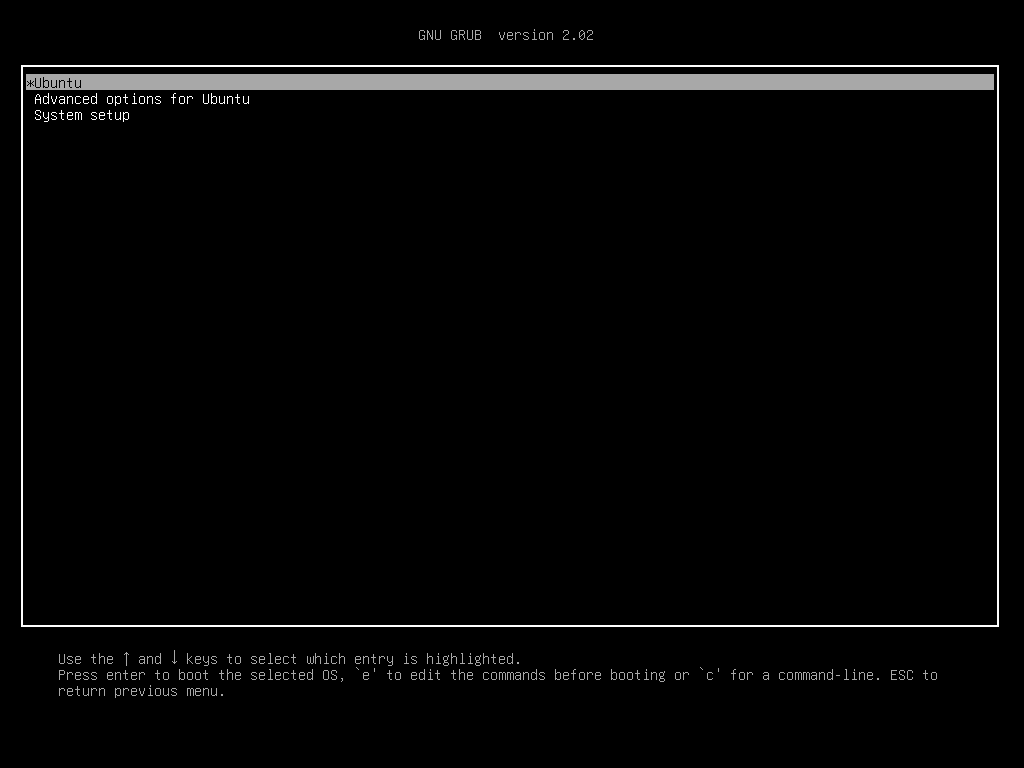 GNU GRUB  version 2.02
*Ubuntu
Advanced options for Ubuntu
System setup
Use the ↑ and ↓ keys to select which entry is highlighted.
Press enter to boot the selected OS, `e' to edit the commands before booting or `c' for a command-line. ESC to
return previous menu.